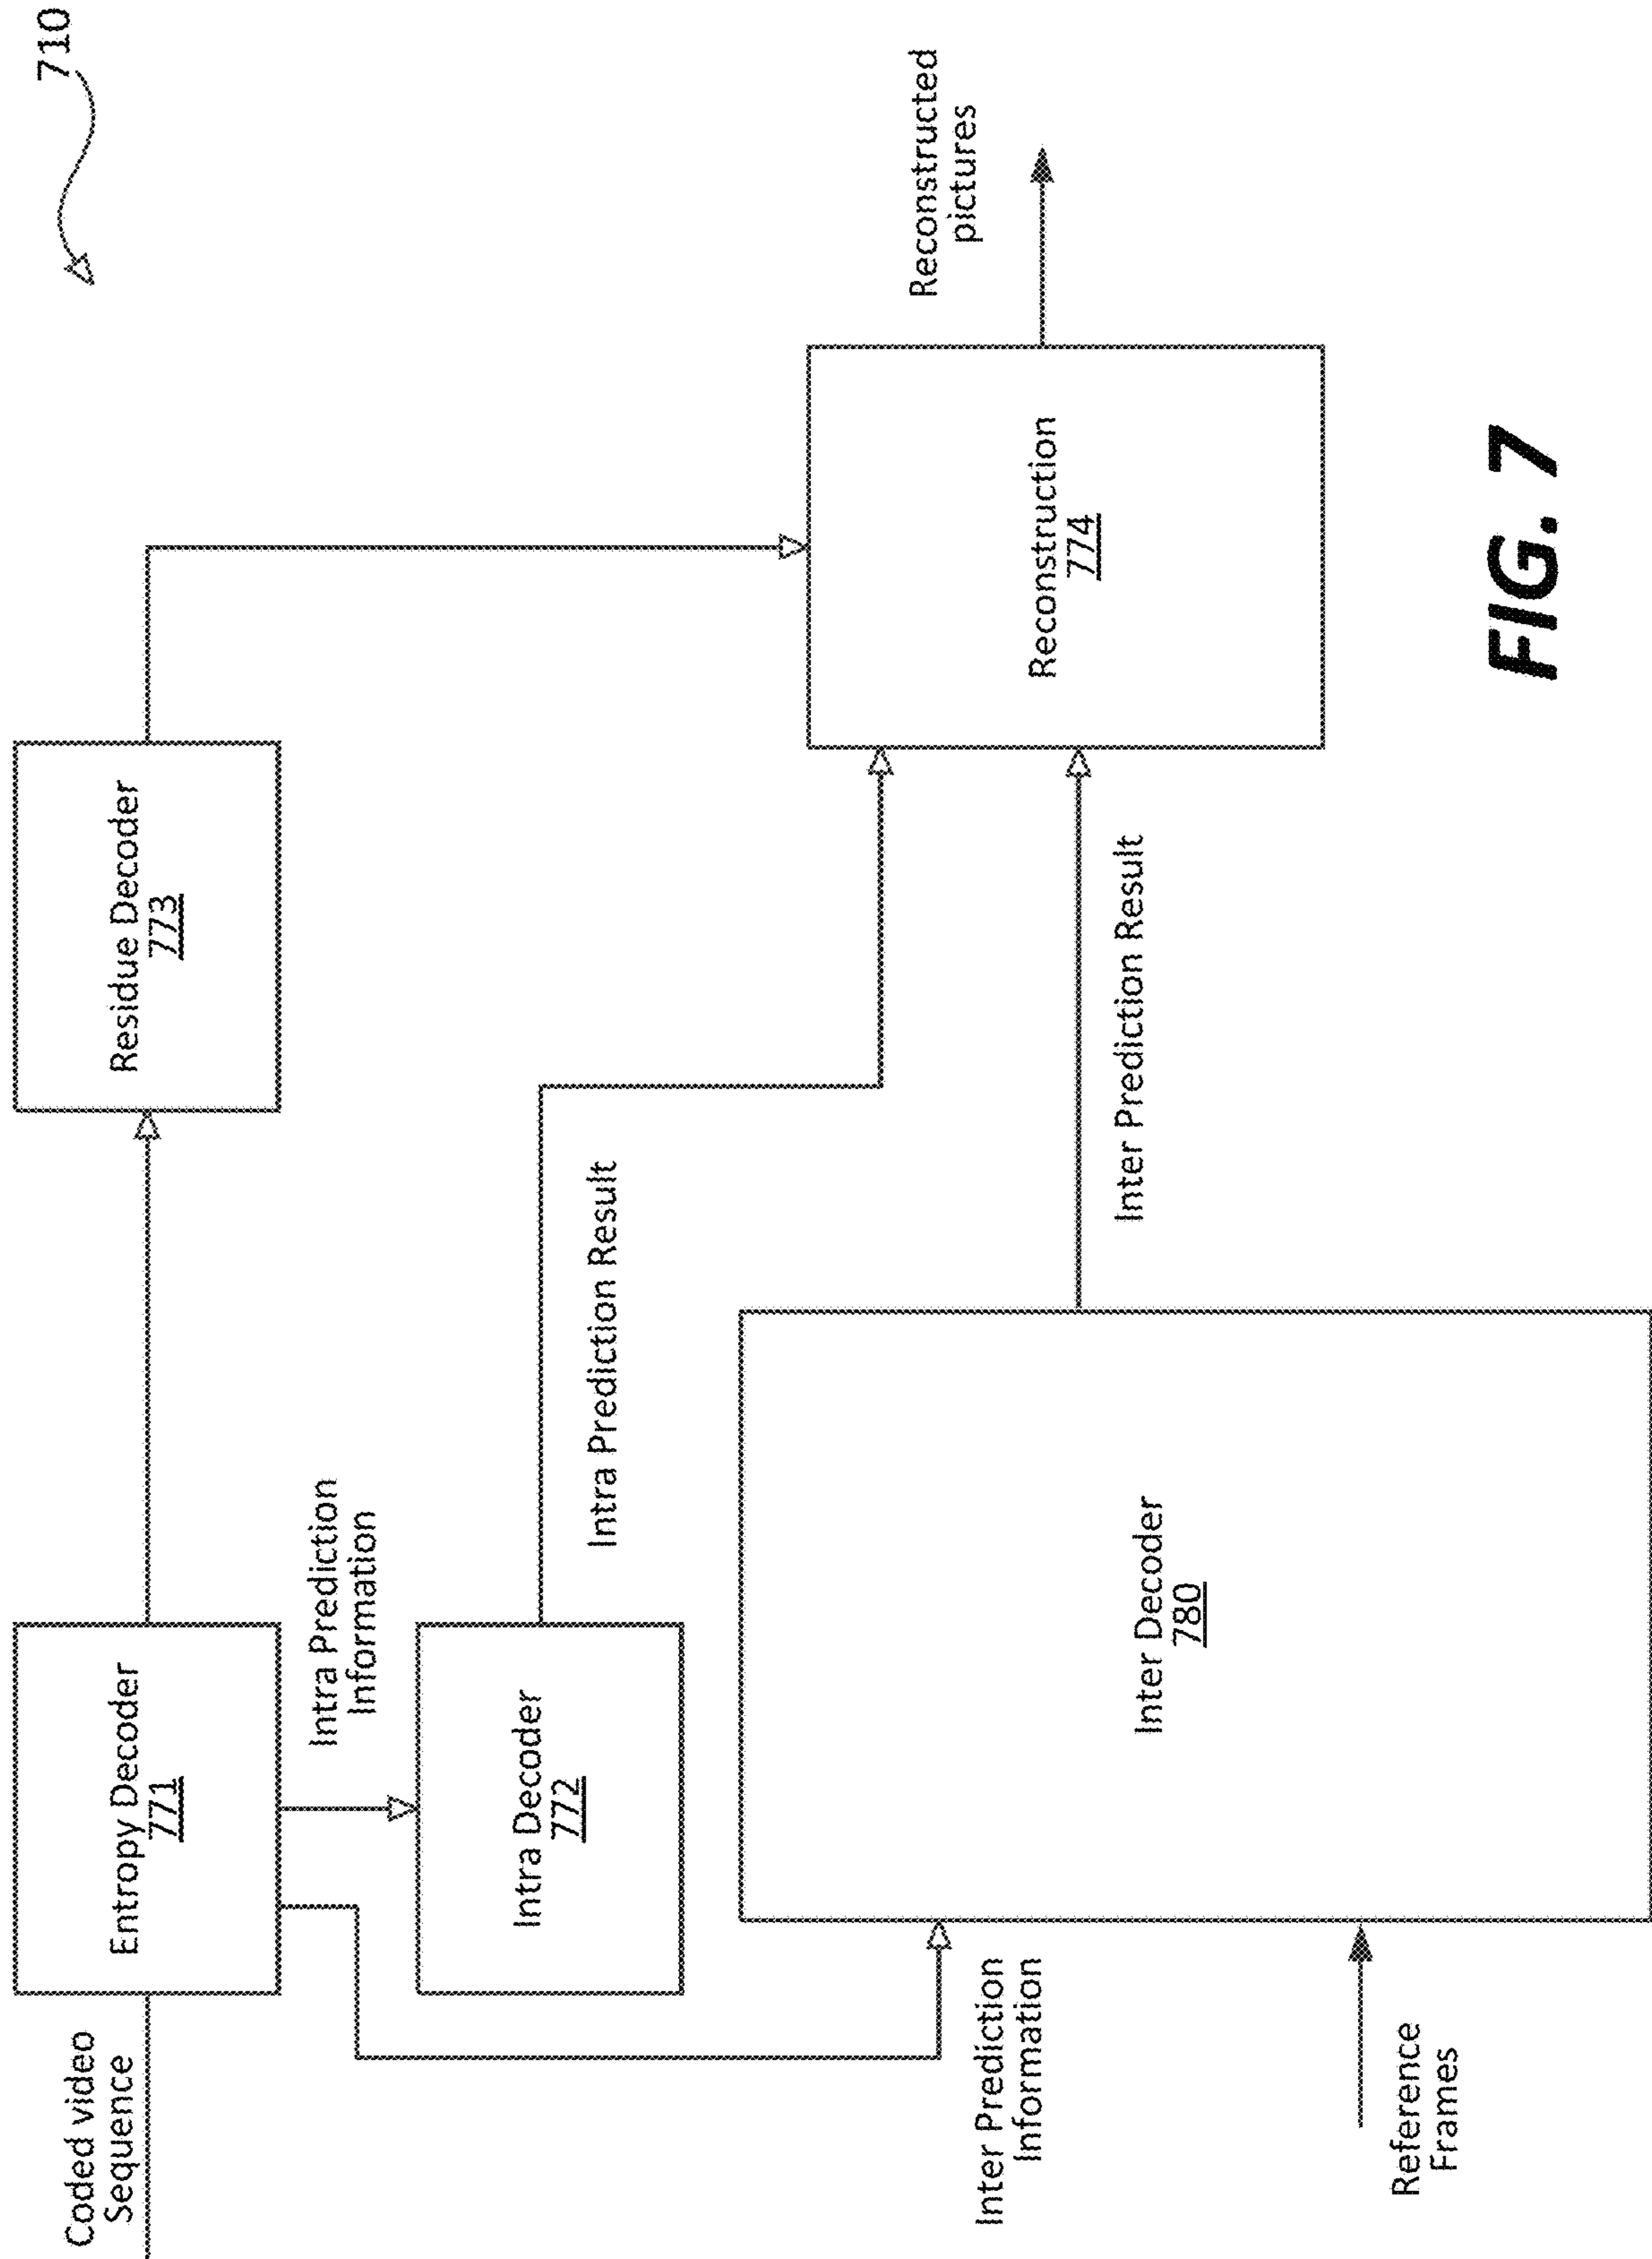 710
Coded video
Sequence
Entropy Decoder
771
Residue Decoder
773
Intra Prediction
Information
Intra Decoder
772
Intra Prediction Result
Reconstructed
pictures
Reconstruction
774
Inter Prediction
Information
Inter Decoder
780
Inter Prediction Result
Reference
Frames
FIG. 7